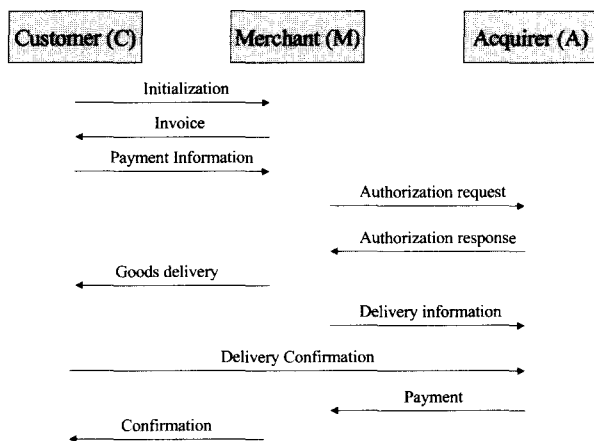 Customer (C) Merchant (M) Acquirer (A)
Initialization
Invoice
Payment Information
Authorization request
Authorization response
Goods delivery
Delivery information
Delivery Confirmation
Payment
Confirmation